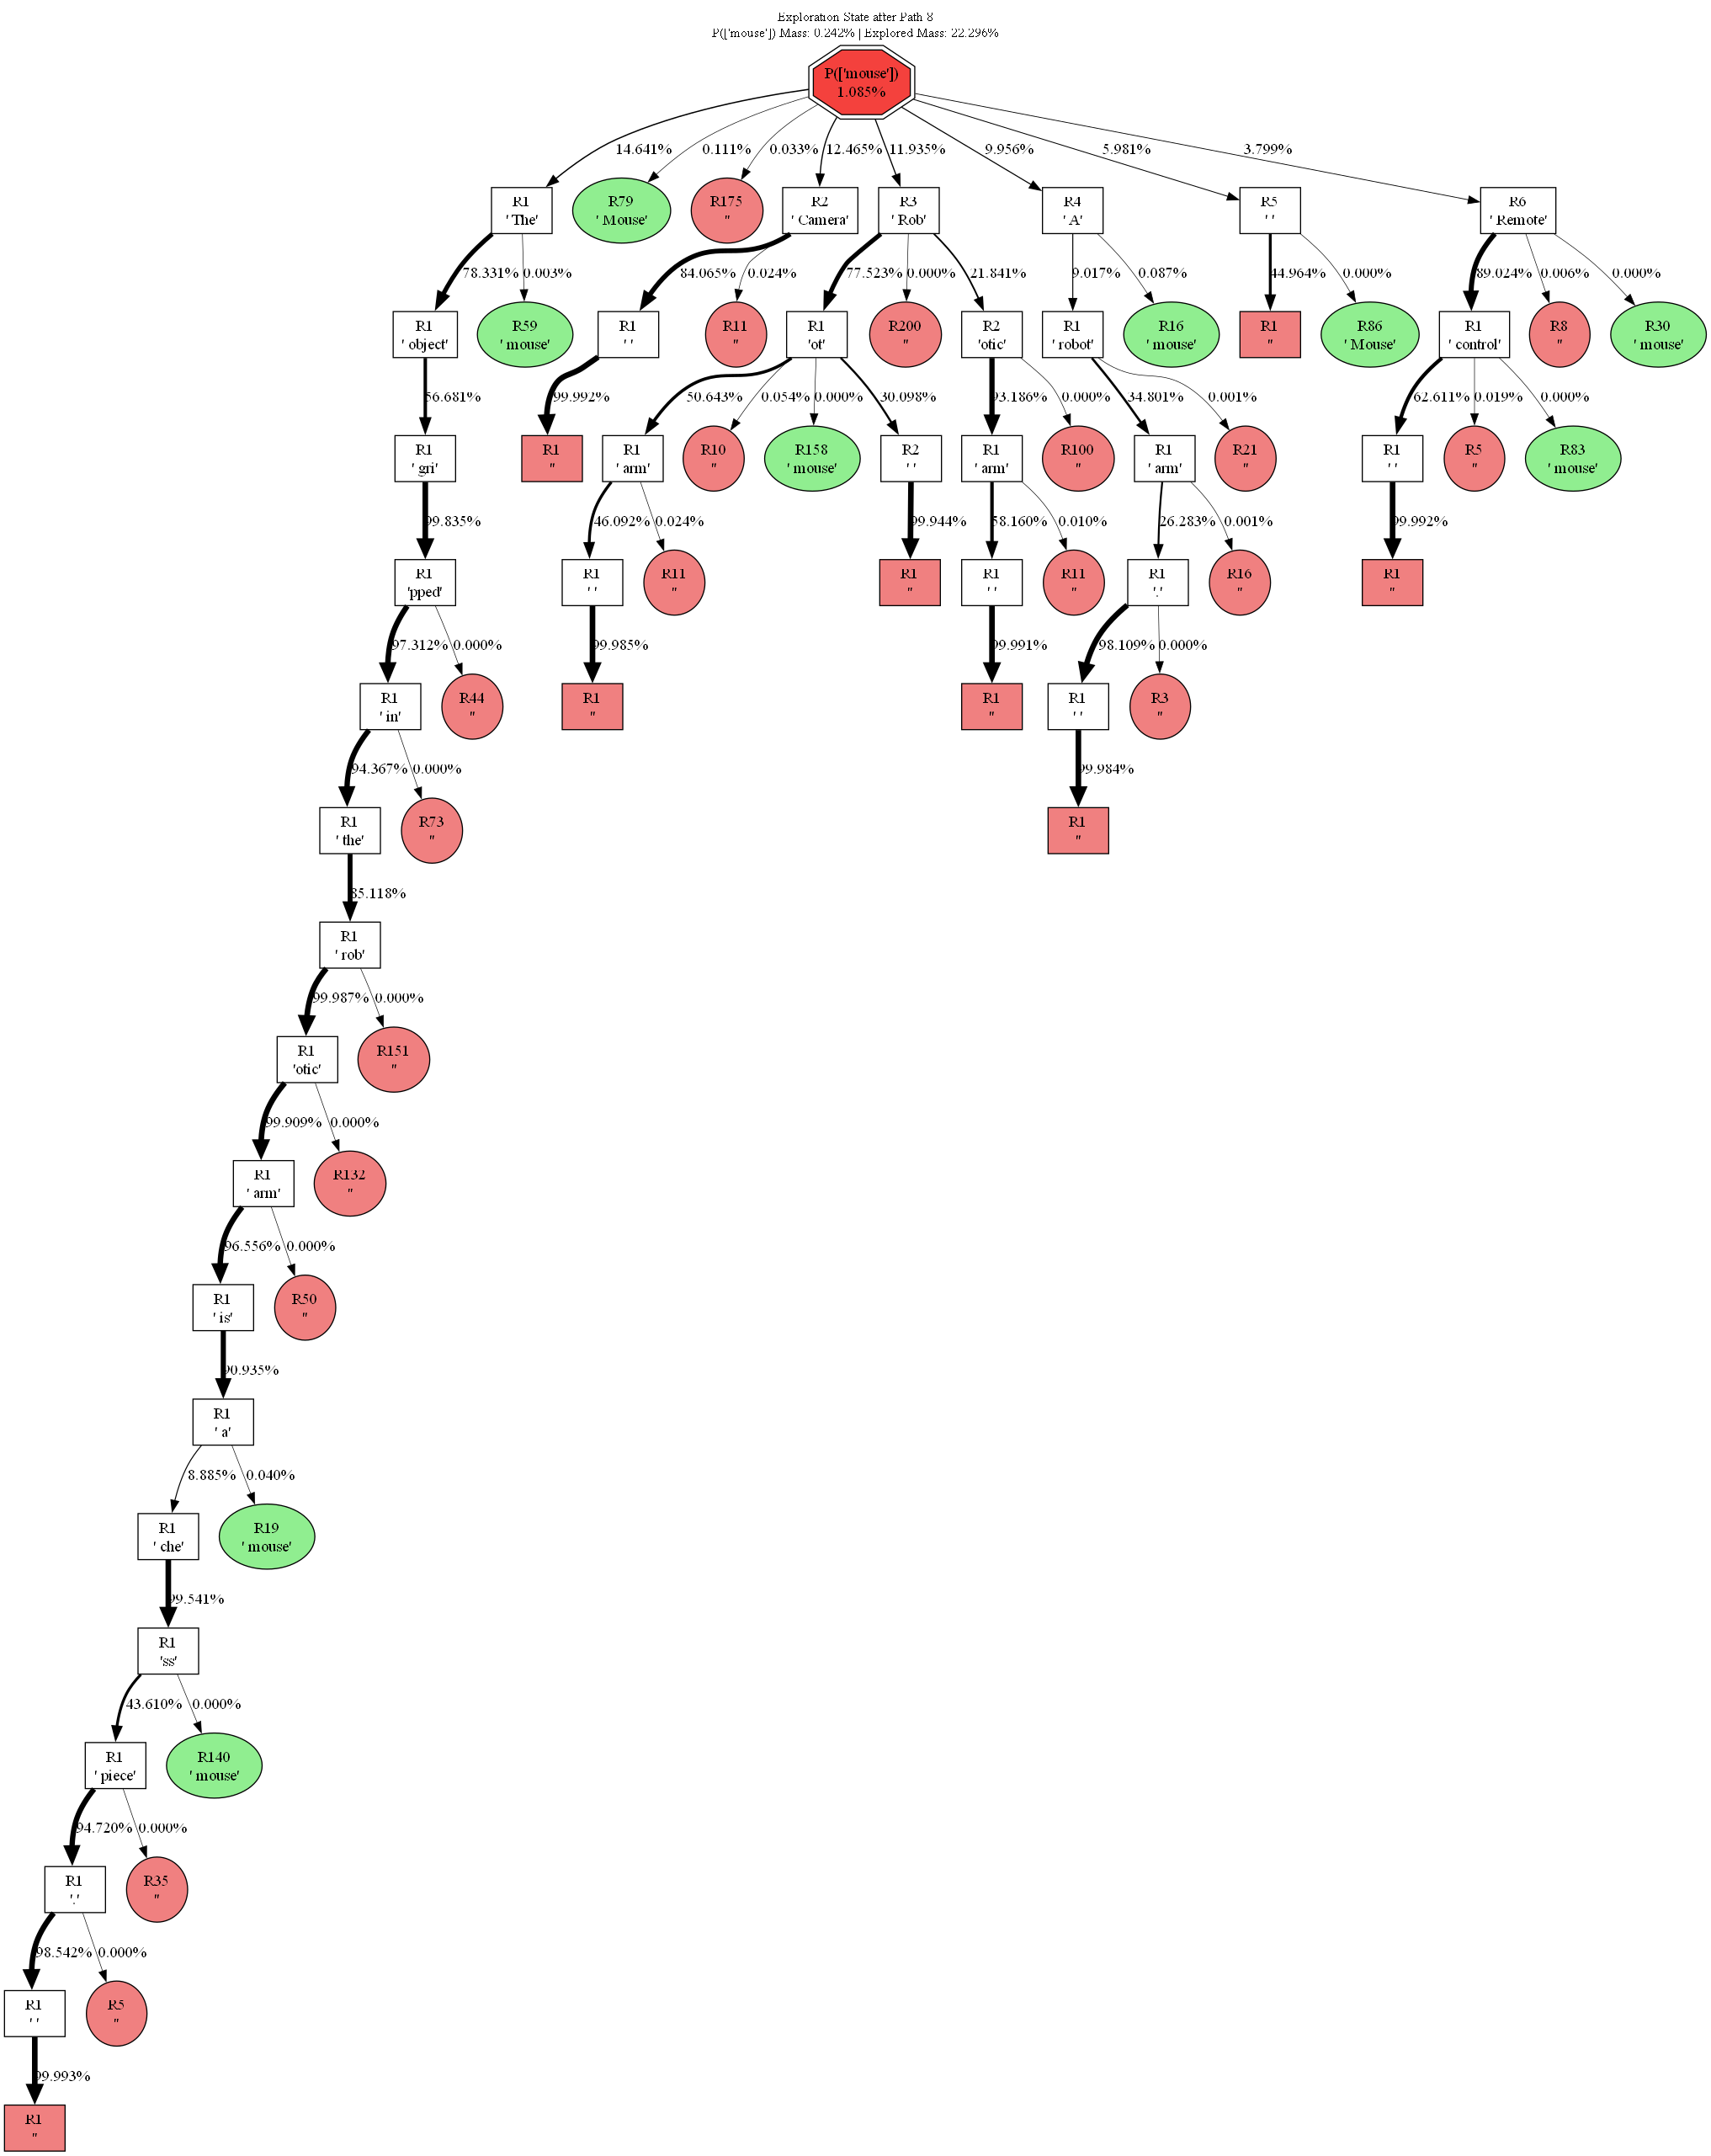 Exploration State after Path 8
P(['mouse']) Mass: 0.242% | Explored Mass: 22.296%
P(['mouse'])
1.085%
14.641%
0.111%
0.033%
12.465%
11.935%
9.956%
5.981%
3.799%
R1
' The'
R79
' Mouse'
R175
''
R2
' Camera'
R3
' Rob'
R4
' A'
R5
' '
R6
' Remote'
78.331%
0.003%
84.065%
0.024%
77.523%
0.000%
21.841%
9.017%
0.087%
44.964%
0.000%
89.024%
0.006%
0.000%
R1
' object'
R59
' mouse'
R1
' '
R11
''
R1
'ot'
R200
''
R2
'otic'
R1
' robot'
R16
' mouse'
R1
''
R86
' Mouse'
R1
' control'
R8
''
R30
' mouse'
56.681%
99.992%
50.643%
0.054%
0.000%
30.098%
93.186%
0.000%
34.801%
0.001%
62.611%
0.019%
0.000%
R1
' gri'
R1
''
R1
' arm'
R10
''
R158
' mouse'
R2
' '
R1
' arm'
R100
''
R1
' arm'
R21
''
R1
' '
R5
''
R83
' mouse'
99.835%
46.092%
0.024%
99.944%
58.160%
0.010%
26.283%
0.001%
99.992%
R1
'pped'
R1
' '
R11
''
R1
''
R1
' '
R11
''
R1
'.'
R16
''
R1
''
97.312%
0.000%
99.985%
99.991%
98.109%
0.000%
R1
' in'
R44
''
R1
''
R1
''
R1
' '
R3
''
94.367%
0.000%
99.984%
R1
' the'
R73
''
R1
''
85.118%
R1
' rob'
99.987%
0.000%
R1
'otic'
R151
''
99.909%
0.000%
R1
' arm'
R132
''
96.556%
0.000%
R1
' is'
R50
''
90.935%
R1
' a'
8.885%
0.040%
R1
' che'
R19
' mouse'
99.541%
R1
'ss'
43.610%
0.000%
R1
' piece'
R140
' mouse'
94.720%
0.000%
R1
'.'
R35
''
98.542%
0.000%
R1
' '
R5
''
99.993%
R1
''